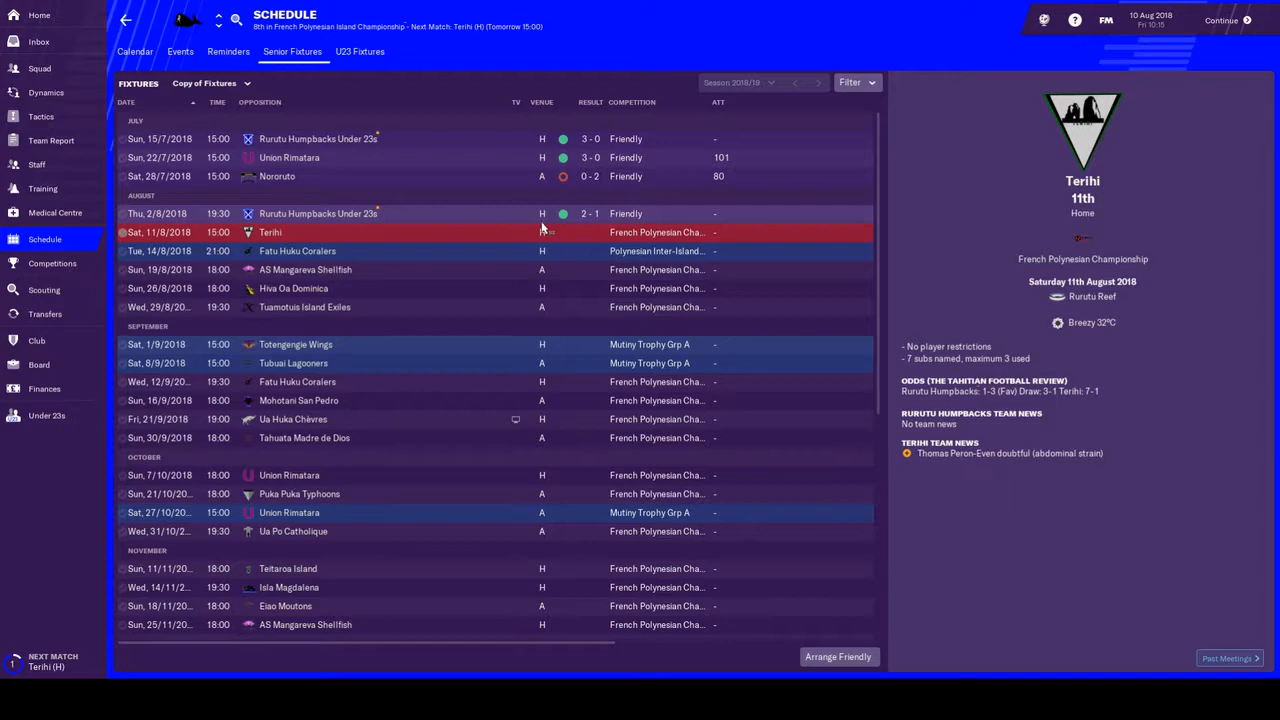 Home
Inbox
Squad
Dynamics
Tactics
Team Report
Staff
Training
Medical Centre
Schedule
Competitions
Scouting
Transfers
Club
Board
Finances
Under 23s
NEXT MATCH
Terihi (H)
1
SCHEDULE
8th in French Polynesian Island Championship - Next Match: Terihi (H) (Tomorrow 15:00)
FM
10 Aug 2018
Fri 10:15
Continue
Calendar Events Reminders Senior Fixtures U23 Fixtures
FIXTURES Copy of Fixtures Season 2018/19 Filter
DATE TIME OPPOSITION TV VENUE RESULT COMPETITION ATT
JULY
Sun, 15/7/2018 15:00 Rurutu Humpbacks Under 23s H 3 - 0 Friendly -
Sun, 22/7/2018 15:00 Union Rimatara H 3 - 0 Friendly 101
Sat, 28/7/2018 15:00 Nororuto A 0 - 2 Friendly 80
AUGUST
Thu, 2/8/2018 19:30 Rurutu Humpbacks Under 23s H 2 - 1 Friendly -
Sat, 11/8/2018 15:00 Terihi French Polynesian Cha... -
Tue, 14/8/2018 21:00 Fatu Huku Coralers H Polynesian Inter-Island... -
Sun, 19/8/2018 18:00 AS Mangareva Shellfish A French Polynesian Cha... -
Sun, 26/8/2018 18:00 Hiva Oa Dominica H French Polynesian Cha... -
Wed, 29/8/20... 19:30 Tuamotuis Island Exiles A French Polynesian Cha... -
SEPTEMBER
Sat, 1/9/2018 15:00 Totengengie Wings H Mutiny Trophy Grp A -
Sat, 8/9/2018 15:00 Tubuai Lagooners A Mutiny Trophy Grp A -
Wed, 12/9/20... 19:30 Fatu Huku Coralers H French Polynesian Cha... -
Sun, 16/9/2018 18:00 Mohotani San Pedro A French Polynesian Cha... -
Fri, 21/9/2018 19:00 Ua Huka Chèvres H French Polynesian Cha... -
Sun, 30/9/2018 18:00 Tahuata Madre de Dios A French Polynesian Cha... -
OCTOBER
Sun, 7/10/2018 18:00 Union Rimatara H French Polynesian Cha... -
Sun, 21/10/20... 18:00 Puka Puka Typhoons A French Polynesian Cha... -
Sat, 27/10/20... 15:00 Union Rimatara A Mutiny Trophy Grp A -
Wed, 31/10/2... 19:30 Ua Po Catholique A French Polynesian Cha... -
NOVEMBER
Sun, 11/11/20... 18:00 Teitaroa Island H French Polynesian Cha... -
Wed, 14/11/2... 19:30 Isla Magdalena H French Polynesian Cha... -
Sun, 18/11/20... 18:00 Eiao Moutons A French Polynesian Cha... -
Sun, 25/11/20... 18:00 AS Mangareva Shellfish H French Polynesian Cha... -
Arrange Friendly
Terihi
11th
Home
French Polynesian Championship
Saturday 11th August 2018
Rurutu Reef
Breezy 32ºC
- No player restrictions
- 7 subs named, maximum 3 used
ODDS (THE TAHITIAN FOOTBALL REVIEW)
Rurutu Humpbacks: 1-3 (Fav) Draw: 3-1 Terihi: 7-1
RURUTU HUMPBACKS TEAM NEWS
No team news
TERIHI TEAM NEWS
Thomas Peron-Even doubtful (abdominal strain)
Past Meetings